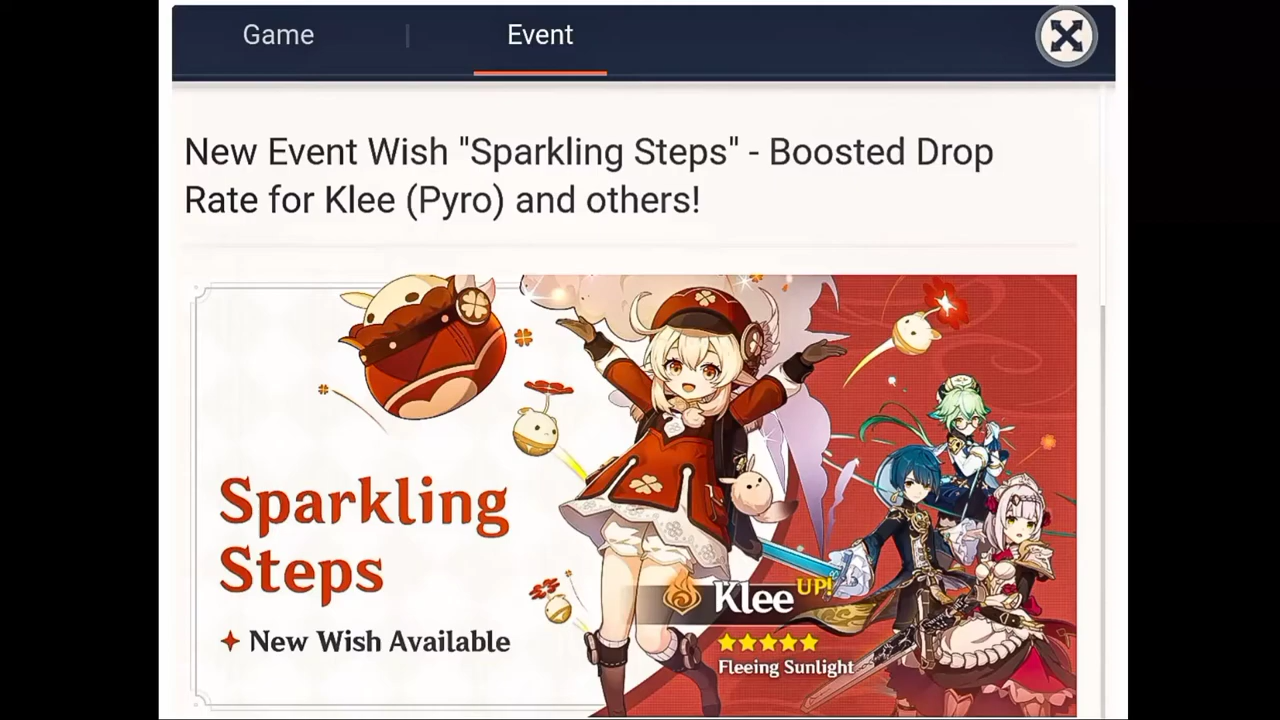 Game
Event
New Event Wish "Sparkling Steps" - Boosted Drop
Rate for Klee (Pyro) and others!
Sparkling
Steps
New Wish Available
Klee UP!
Fleeing Sunlight